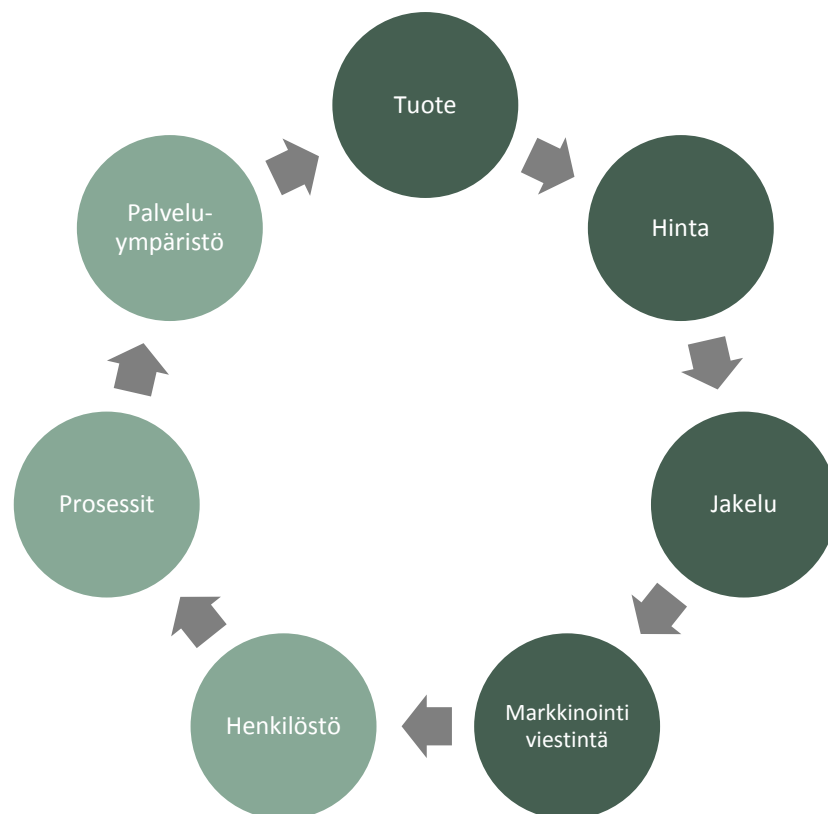 Tuote
Hinta
Jakelu
Markkinointi
viestintä
Henkilöstö
Prosessit
Palvelu-
ympäristö